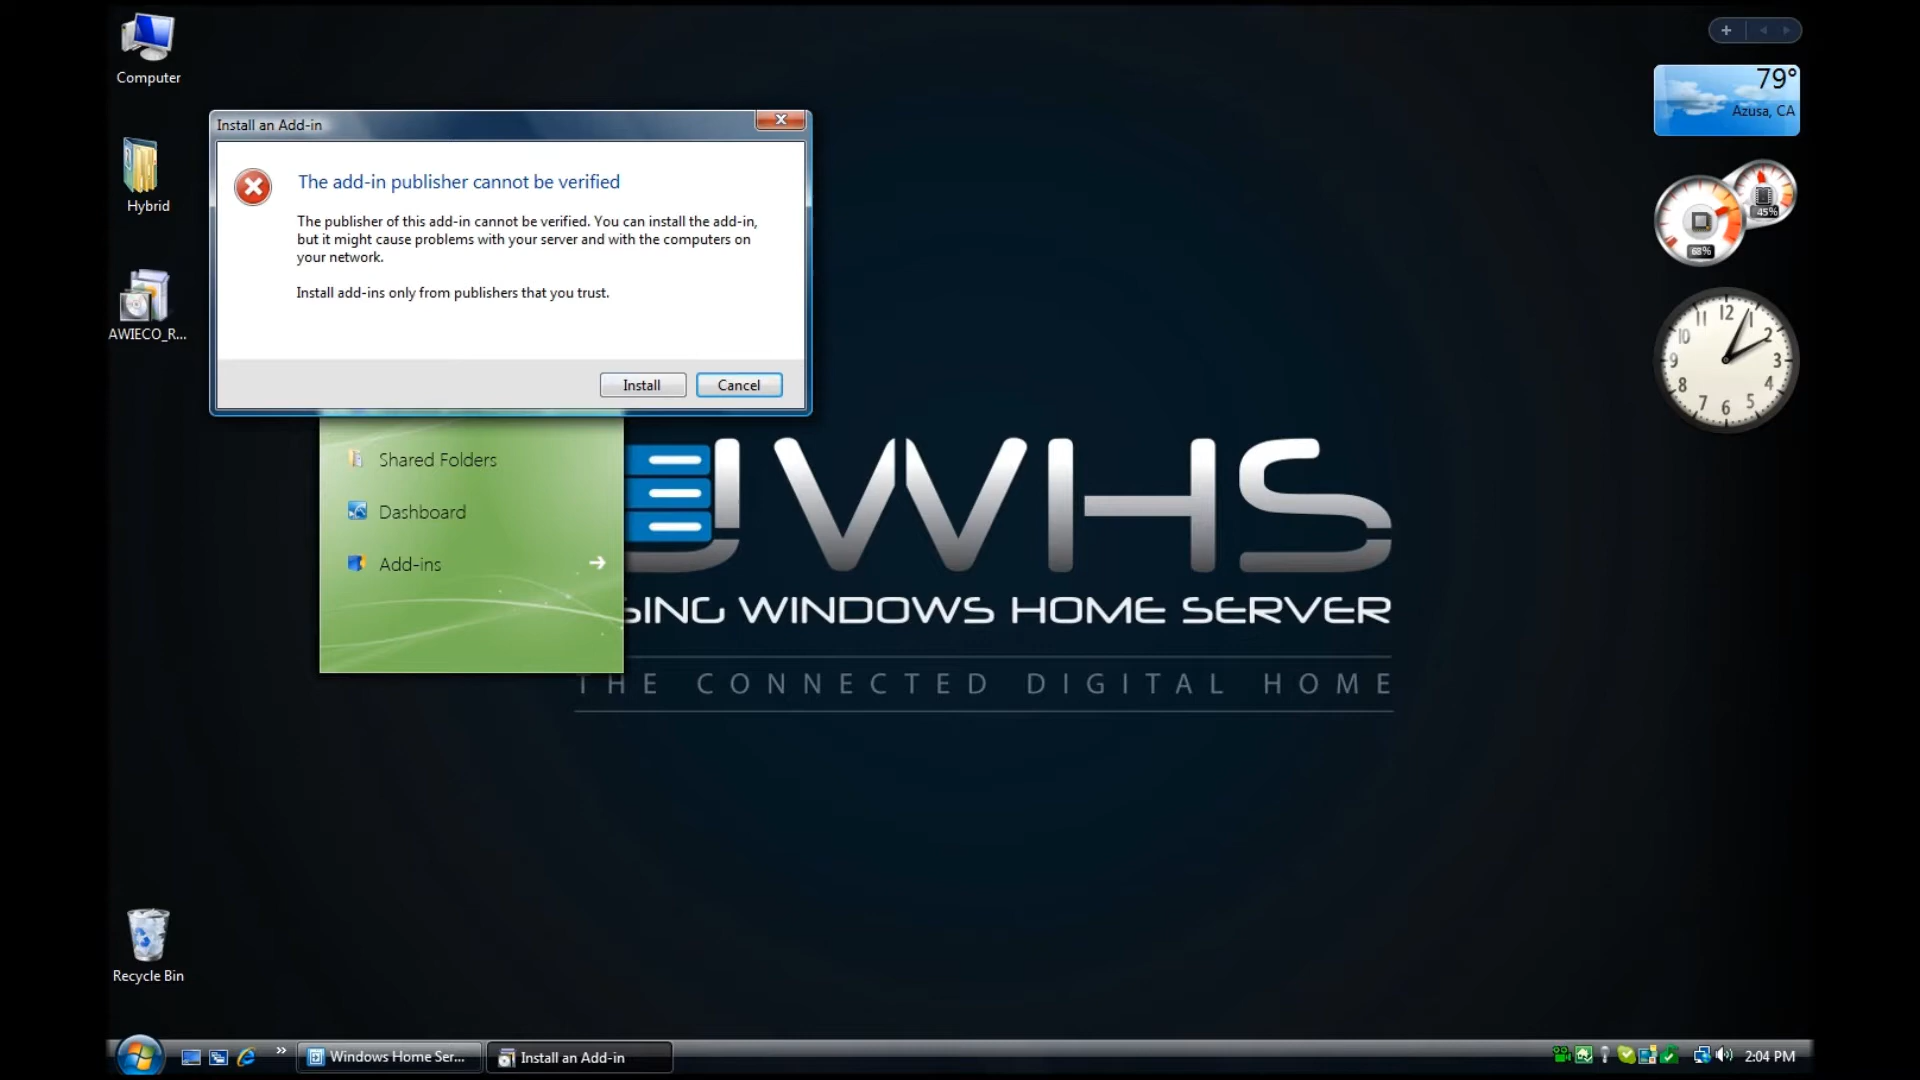 Computer
Hybrid
AWIECO_R...
Recycle Bin
Install an Add-in
The add-in publisher cannot be verified
The publisher of this add-in cannot be verified. You can install the add-in,
but it might cause problems with your server and with the computers on
your network.
Install add-ins only from publishers that you trust.
Install
Cancel
Shared Folders
Dashboard
Add-ins
UWHS
SING WINDOWS HOME SERVER
THE CONNECTED DIGITAL HOME
79°
Azusa, CA
45%
68%
12
1
2
3
4
5
6
7
8
9
10
11
Windows Home Ser...
Install an Add-in
2:04 PM